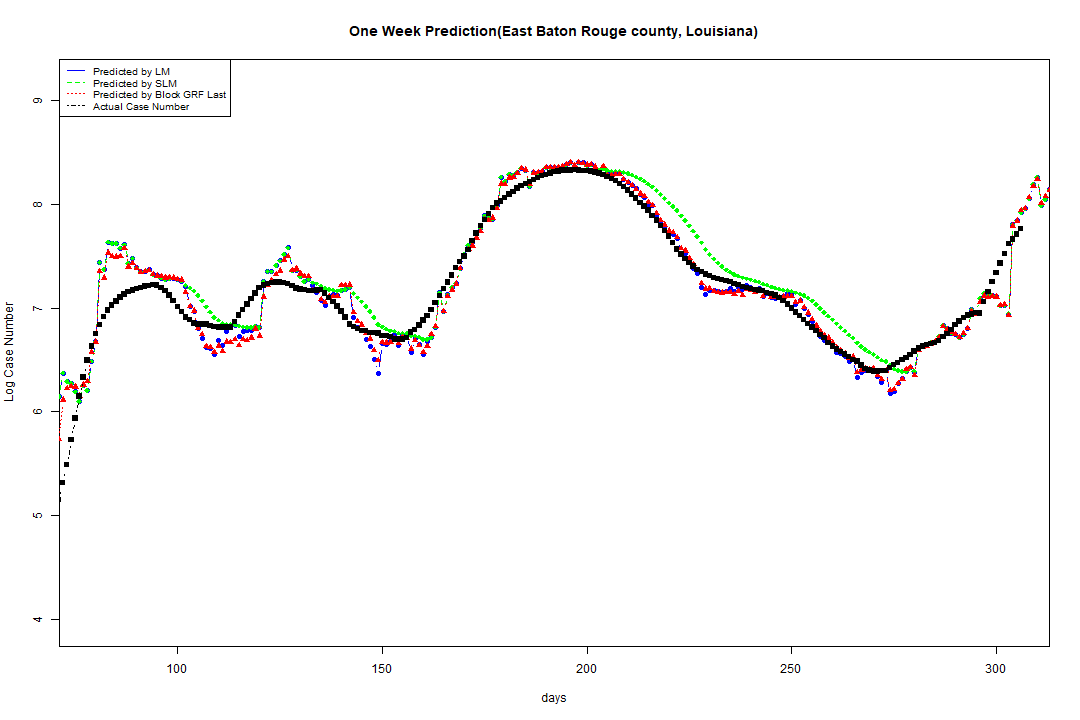 One Week Prediction(East Baton Rouge county, Louisiana)
Predicted by LM
Predicted by SLM
Predicted by Block GRF Last
Actual Case Number
Log Case Number
9
8
7
6
5
4
100 150 200 250 300
days